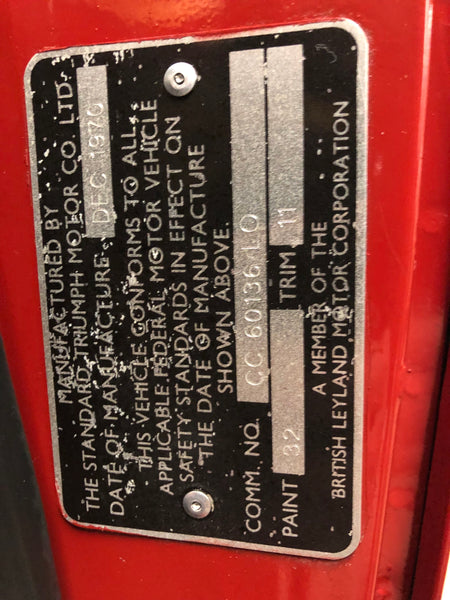 MANUFACTURED BY
THE STANDARD TRIUMPH MOTOR CO. LTD.
DATE OF MANUFACTURE DEC 1970
THIS VEHICLE CONFORMS TO ALL
APPLICABLE FEDERAL MOTOR VEHICLE
SAFETY STANDARDS IN EFFECT ON
THE DATE OF MANUFACTURE
SHOWN ABOVE.
COMM. NO. CC 60136 LO
PAINT 32 TRIM 11
A MEMBER OF THE
BRITISH LEYLAND MOTOR CORPORATION